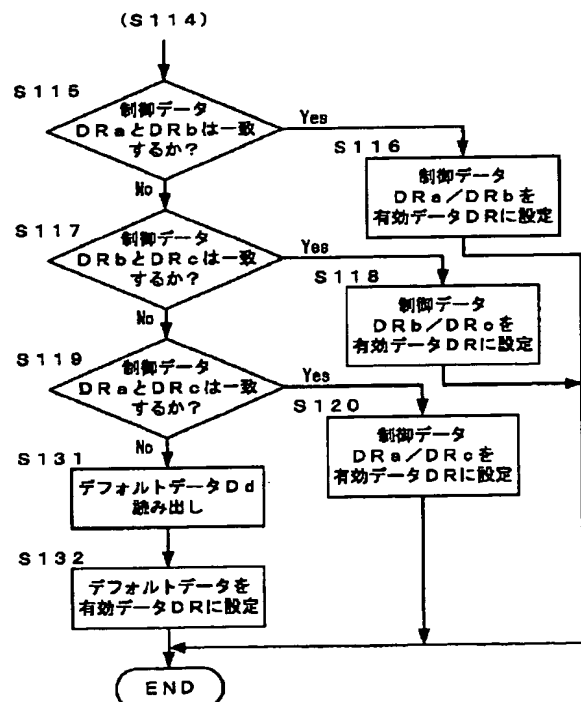 (S114)
S115
制御データ
DRaとDRbは一致
するか?
Yes
No
S116
制御データ
DRa/DRbを
有効データDRに設定
S117
制御データ
DRbとDRcは一致
するか?
Yes
No
S118
制御データ
DRb/DRcを
有効データDRに設定
S119
制御データ
DRaとDRcは一致
するか?
Yes
No
S120
制御データ
DRa/DRcを
有効データDRに設定
S131
デフォルトデータDd
読み出し
S132
デフォルトデータを
有効データDRに設定
END